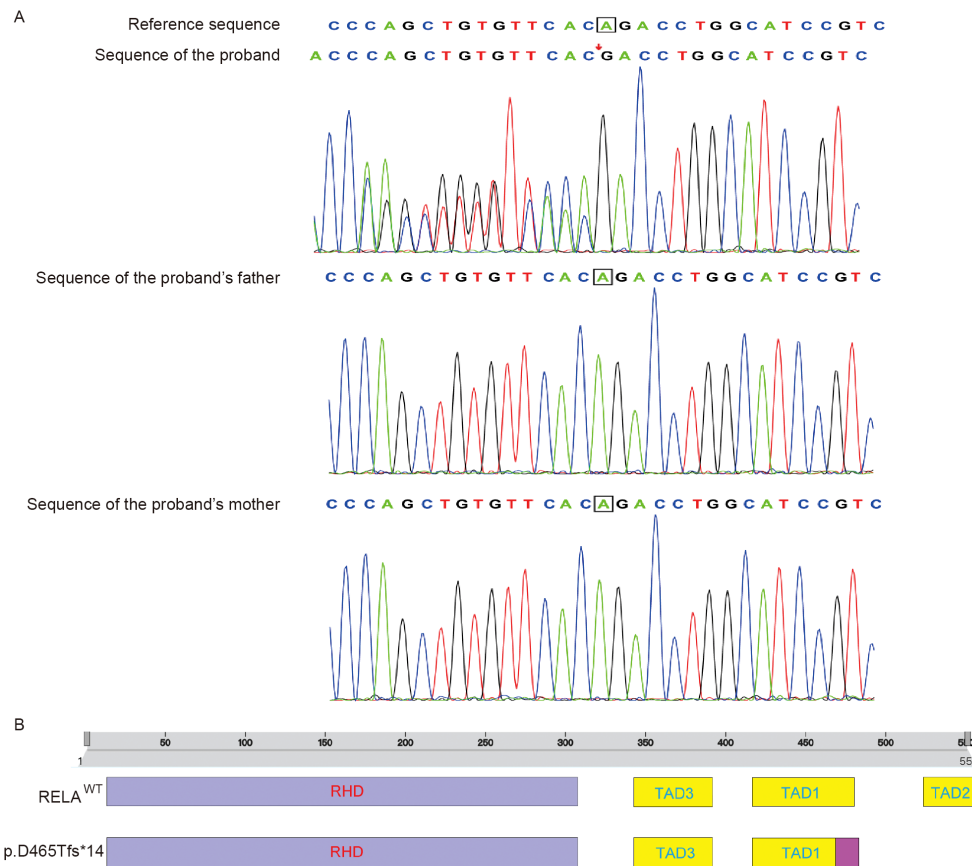 A
Reference sequence C C C A G C T G T G T T C A C A G A C C T G G C A T C C G T C
Sequence of the proband A C C C A G C T G T G T T C A C G A C C T G G C A T C C G T C
Sequence of the proband's father C C C A G C T G T G T T C A C A G A C C T G G C A T C C G T C
Sequence of the proband's mother C C C A G C T G T G T T C A C A G A C C T G G C A T C C G T C
B
50 100 150 200 250 300 350 400 450 500
1 55
RELA WT RHD TAD3 TAD1 TAD2
p.D465Tfs*14 RHD TAD3 TAD1